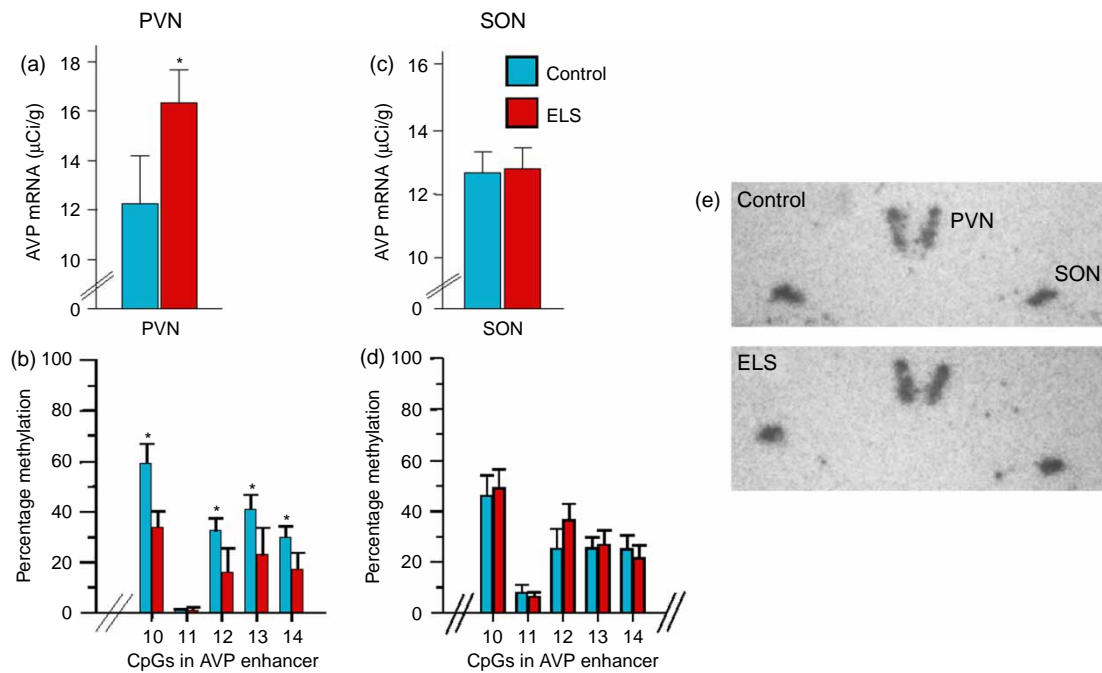 PVN
SON
(a)
18
16
14
12
10
0
AVP mRNA (μCi/g)
*
PVN
(c)
16
14
12
10
0
AVP mRNA (μCi/g)
Control
ELS
SON
(b)
100
80
60
40
20
0
Percentage methylation
*
*
*
*
10 11 12 13 14
CpGs in AVP enhancer
(d)
100
80
60
40
20
0
Percentage methylation
10 11 12 13 14
CpGs in AVP enhancer
(e)
Control
PVN
SON
ELS